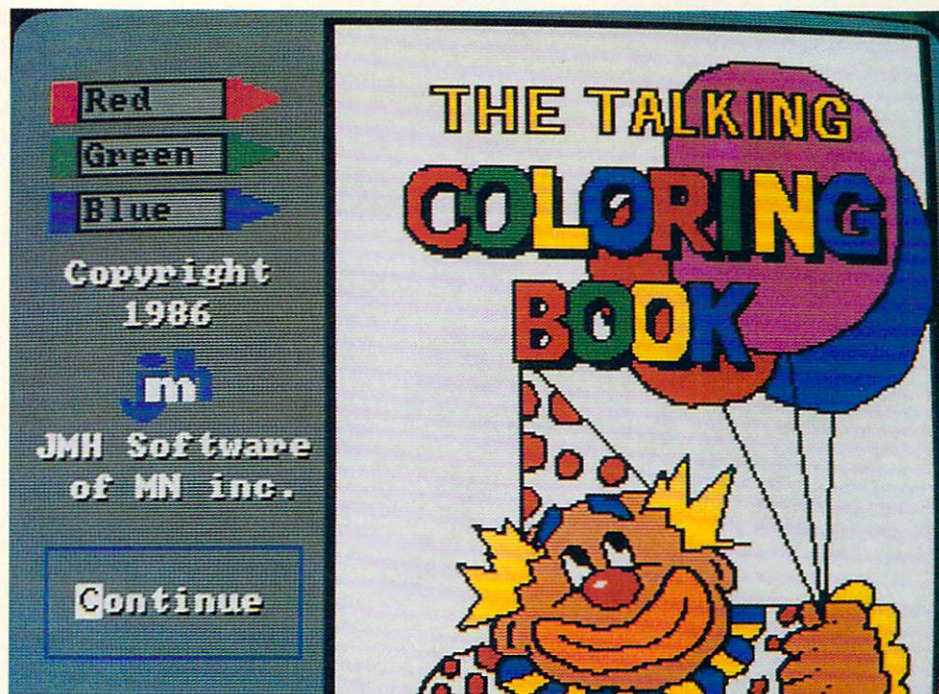 Red
Green
Blue
Copyright
1986
jmh
JMH Software
of MN inc.
Continue
THE TALKING
COLORING
BOOK